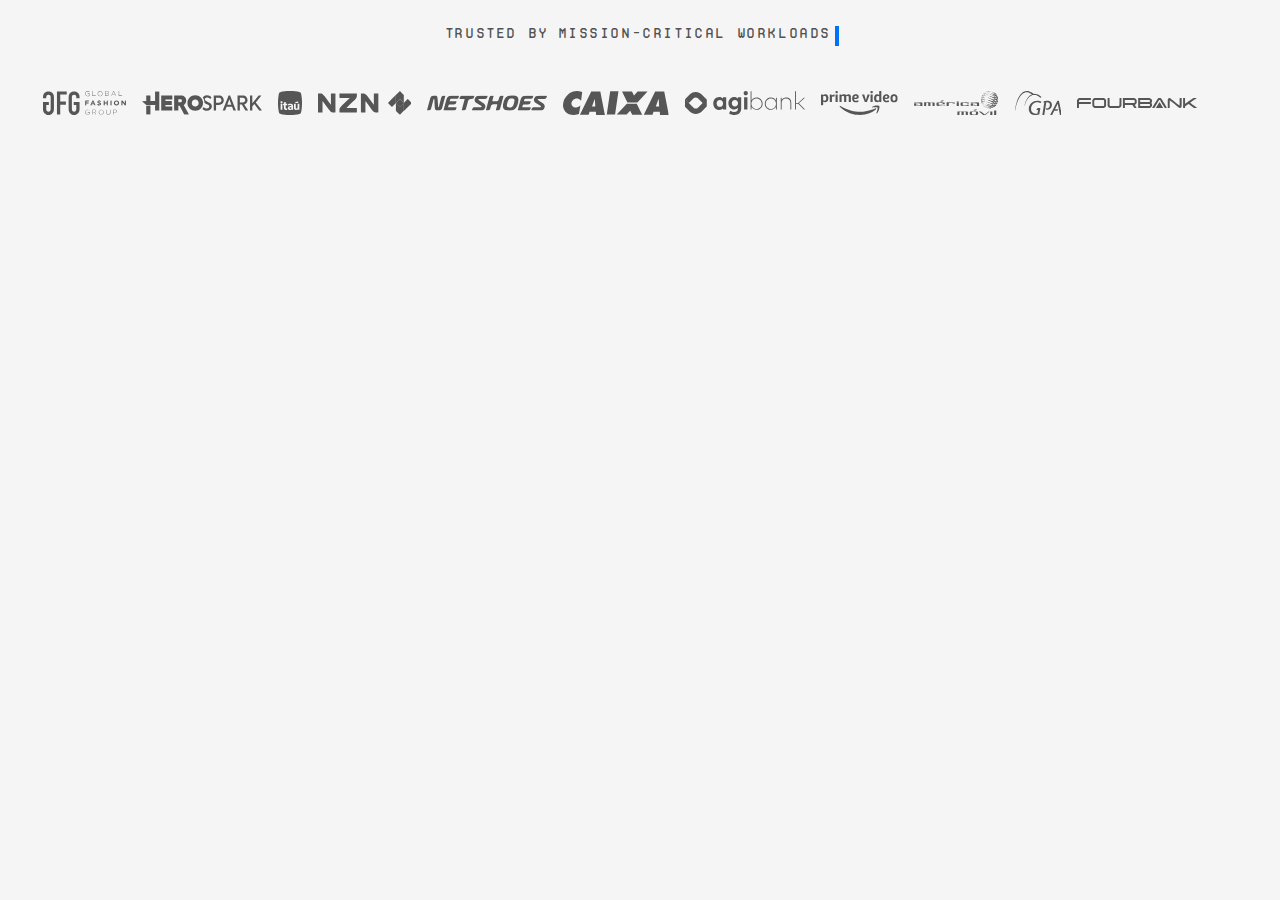 TRUSTED BY MISSION-CRITICAL WORKLOADS
GFG GLOBAL FASHION GROUP HEROSPARK itaú NZN NETSHOES CAIXA agibank prime video américa móvil GPA FOURBANK